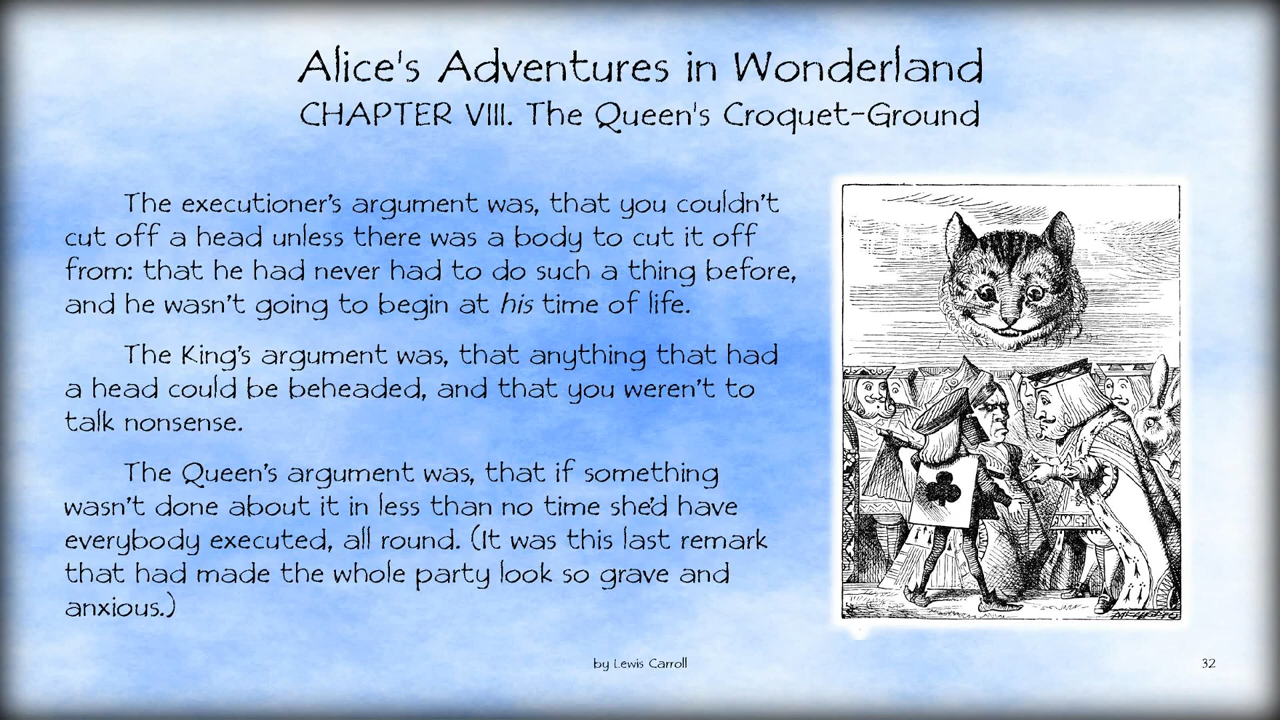 Alice's Adventures in Wonderland
CHAPTER VIII. The Queen's Croquet-Ground
The executioner's argument was, that you couldn't
cut off a head unless there was a body to cut it off
from: that he had never had to do such a thing before,
and he wasn't going to begin at his time of life.
The King's argument was, that anything that had
a head could be beheaded, and that you weren't to
talk nonsense.
The Queen's argument was, that if something
wasn't done about it in less than no time she'd have
everybody executed, all round. (It was this last remark
that had made the whole party look so grave and
anxious.)
by Lewis Carroll
32